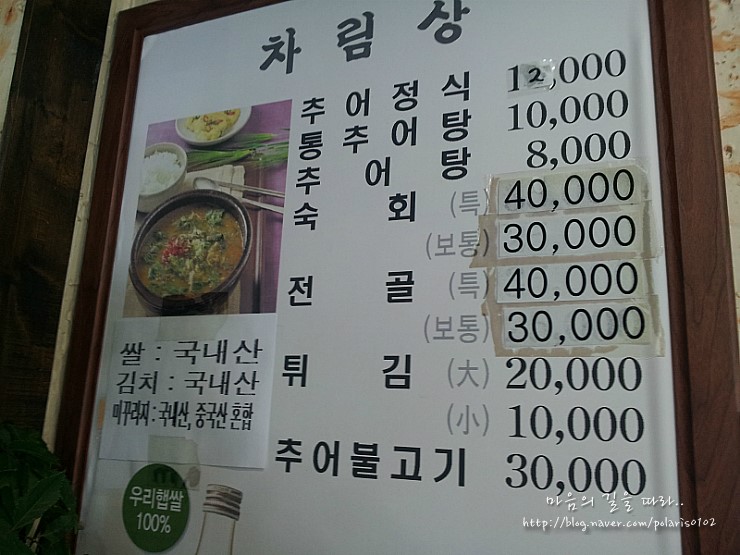 차림상
추어정식 12,000
통추어탕 10,000
추어탕 8,000
숙회 (특) 40,000
(보통) 30,000
전골 (특) 40,000
(보통) 30,000
튀김 (大) 20,000
(小) 10,000
추어불고기 30,000
쌀 : 국내산
김치 : 국내산
미꾸라지 : 국내산, 중국산 혼합
우리햅쌀
100%
마음의 길을 따라..
http://blog.naver.com/polaris0102